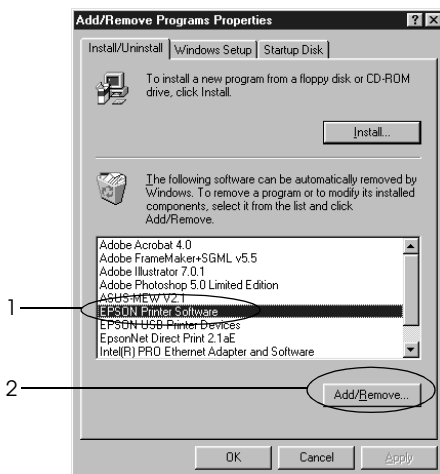 Add/Remove Programs Properties
Install/Uninstall Windows Setup Startup Disk
To install a new program from a floppy disk or CD-ROM
drive, click Install.
Install...
The following software can be automatically removed by
Windows. To remove a program or to modify its installed
components, select it from the list and click
Add/Remove.
Adobe Acrobat 4.0
Adobe FrameMaker+SGML v5.5
Adobe Illustrator 7.0.1
Adobe Photoshop 5.0 Limited Edition
ASUS-MEW V2.1
1
EPSON Printer Software
EPSON USB Printer Devices
EpsonNet Direct Print 2.1aE
Intel(R) PRO Ethernet Adapter and Software
2
Add/Remove...
OK Cancel Apply